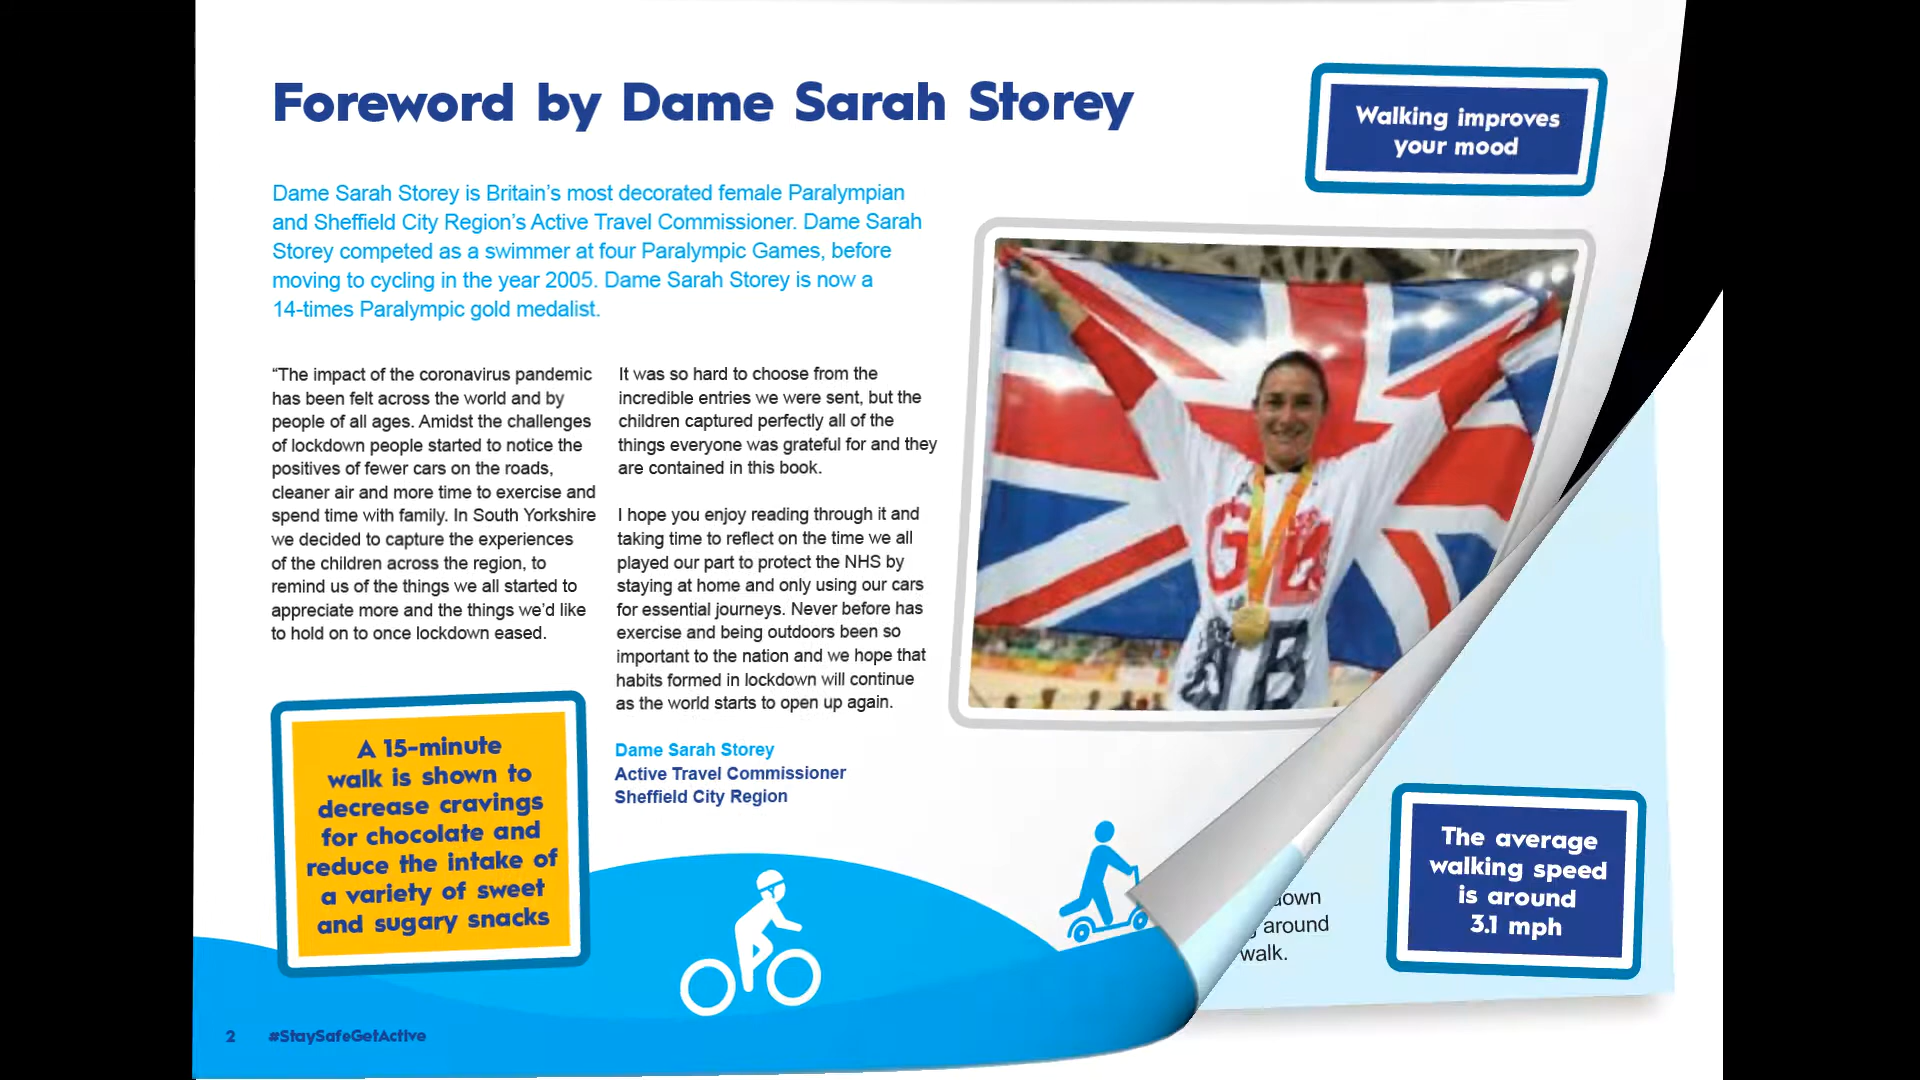 Foreword by Dame Sarah Storey
Walking improves
your mood
Dame Sarah Storey is Britain's most decorated female Paralympian
and Sheffield City Region's Active Travel Commissioner. Dame Sarah
Storey competed as a swimmer at four Paralympic Games, before
moving to cycling in the year 2005. Dame Sarah Storey is now a
14-times Paralympic gold medalist.
“The impact of the coronavirus pandemic
has been felt across the world and by
people of all ages. Amidst the challenges
of lockdown people started to notice the
positives of fewer cars on the roads,
cleaner air and more time to exercise and
spend time with family. In South Yorkshire
we decided to capture the experiences
of the children across the region, to
remind us of the things we all started to
appreciate more and the things we'd like
to hold on to once lockdown eased.
It was so hard to choose from the
incredible entries we were sent, but the
children captured perfectly all of the
things everyone was grateful for and they
are contained in this book.
I hope you enjoy reading through it and
taking time to reflect on the time we all
played our part to protect the NHS by
staying at home and only using our cars
for essential journeys. Never before has
exercise and being outdoors been so
important to the nation and we hope that
habits formed in lockdown will continue
as the world starts to open up again.
Dame Sarah Storey
Active Travel Commissioner
Sheffield City Region
GB
A 15-minute
walk is shown to
decrease cravings
for chocolate and
reduce the intake of
a variety of sweet
and sugary snacks
around
walk.
The average
walking speed
is around
3.1 mph
2 #StaySafeGetActive